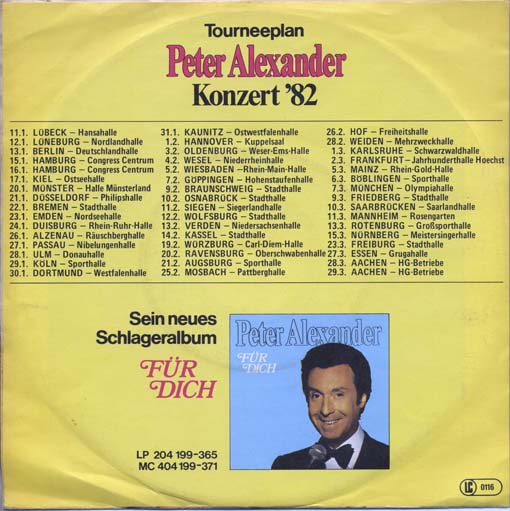 Tourneeplan
Peter Alexander
Konzert '82
11.1. LÜBECK – Hansahalle
12.1. LÜNEBURG – Nordlandhalle
13.1. BERLIN – Deutschlandhalle
15.1. HAMBURG – Congress Centrum
16.1. HAMBURG – Congress Centrum
17.1. KIEL – Ostseehalle
20.1. MÜNSTER – Halle Münsterland
21.1. DÜSSELDORF – Philipshalle
22.1. BREMEN – Stadthalle
23.1. EMDEN – Nordseehalle
24.1. DUISBURG – Rhein-Ruhr-Halle
26.1. ALZENAU – Räuschberghalle
27.1. PASSAU – Nibelungenhalle
28.1. ULM – Donauhalle
29.1. KÖLN – Sporthalle
30.1. DORTMUND – Westfalenhalle
31.1. KAUNITZ – Ostwestfalenhalle
1.2. HANNOVER – Kuppelsaal
3.2. OLDENBURG – Weser-Ems-Halle
4.2. WESEL – Niederrheinhalle
5.2. WIESBADEN – Rhein-Main-Halle
7.2. GÖPPINGEN – Hohenstaufenhalle
9.2. BRAUNSCHWEIG – Stadthalle
10.2. OSNABRÜCK – Stadthalle
11.2. SIEGEN – Siegerlandhalle
12.2. WOLFSBURG – Stadthalle
13.2. VERDEN – Niedersachsenhalle
14.2. KASSEL – Stadthalle
19.2. WÜRZBURG – Carl-Diem-Halle
20.2. RAVENSBURG – Oberschwabenhalle
21.2. AUGSBURG – Sporthalle
25.2. MOSBACH – Pattberghalle
26.2. HOF – Freiheitshalle
28.2. WEIDEN – Mehrzweckhalle
1.3. KARLSRUHE – Schwarzwaldhalle
2.3. FRANKFURT – Jahrhunderthalle Hoechst
5.3. MAINZ – Rhein-Gold-Halle
6.3. BÖBLINGEN – Sporthalle
7.3. MÜNCHEN – Olympiahalle
9.3. FRIEDBERG – Stadthalle
10.3. SAARBRÜCKEN – Saarlandhalle
11.3. MANNHEIM – Rosengarten
13.3. ROTENBURG – Großsporthalle
15.3. NÜRNBERG – Meistersingerhalle
23.3. FREIBURG – Stadthalle
27.3. ESSEN – Grugahalle
28.3. AACHEN – HG-Betriebe
29.3. AACHEN – HG-Betriebe
Sein neues
Schlageralbum
FÜR
DICH
LP 204 199-365
MC 404 199-371
Peter Alexander
FÜR
DICH
LC 0116